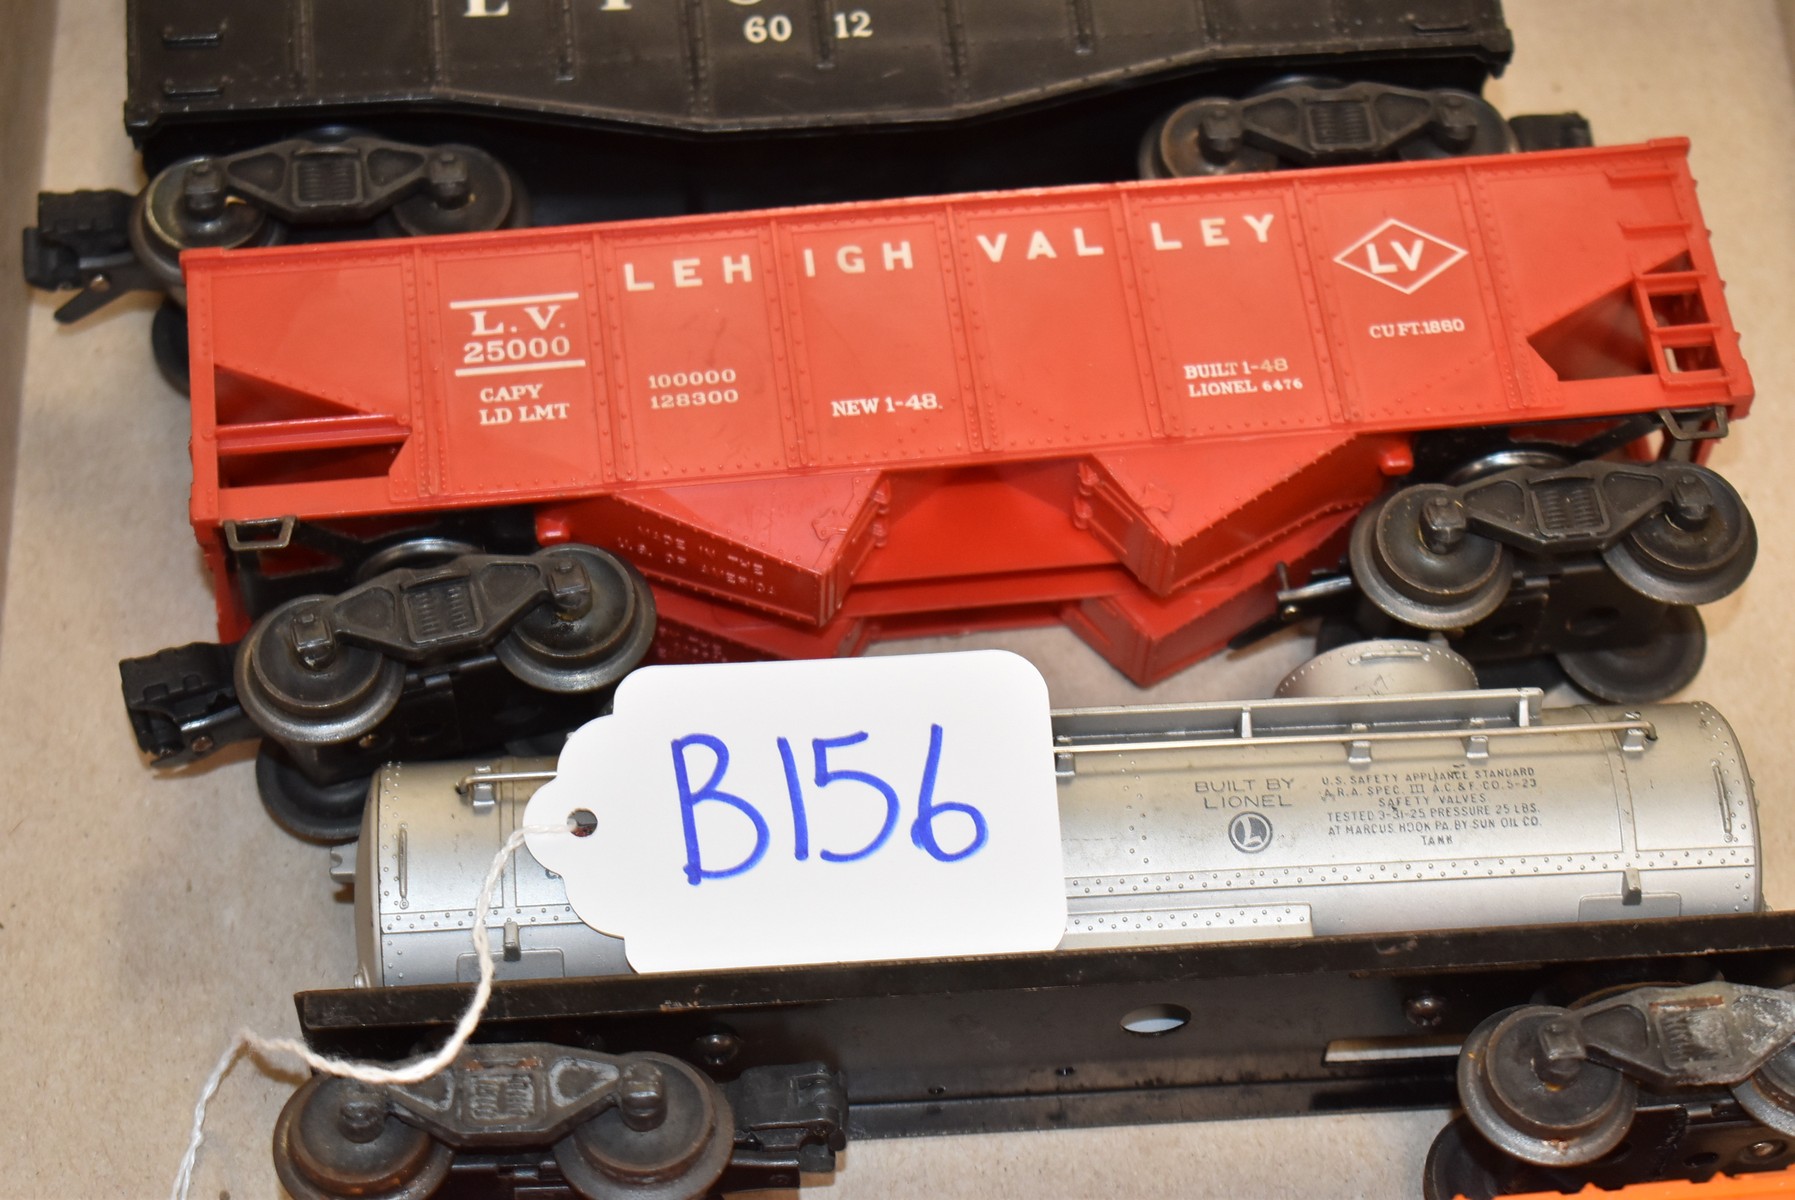 60 12
LEHIGH VALLEY
LV
L.V.
25000
CAPY
LD LMT
100000
128300
NEW 1-48.
BUILT 1-48
LIONEL 6476
CU FT. 1860
B156
BUILT BY
LIONEL
L
U.S. SAFETY APPLIANCE STANDARD
A.R.A. SPEC. III A.C.& F. CO. 5-23
SAFETY VALVES
TESTED 3-31-25 PRESSURE 25 LBS.
AT MARCUS HOOK PA. BY SUN OIL CO.
TANK